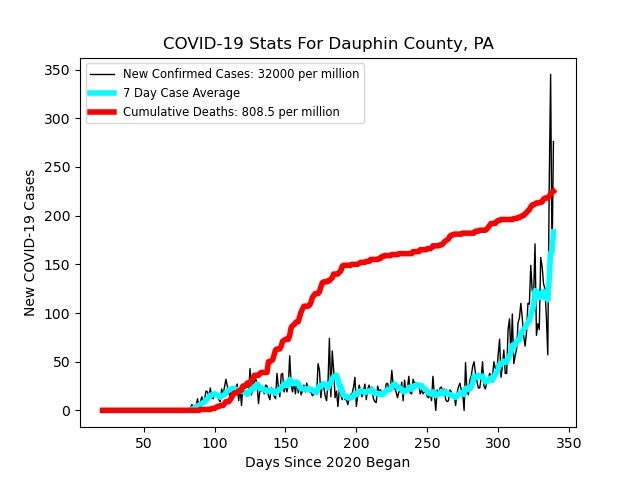 COVID-19 Stats For Dauphin County, PA
New Confirmed Cases: 32000 per million
7 Day Case Average
Cumulative Deaths: 808.5 per million
New COVID-19 Cases
350
300
250
200
150
100
50
0
50 100 150 200 250 300 350
Days Since 2020 Began